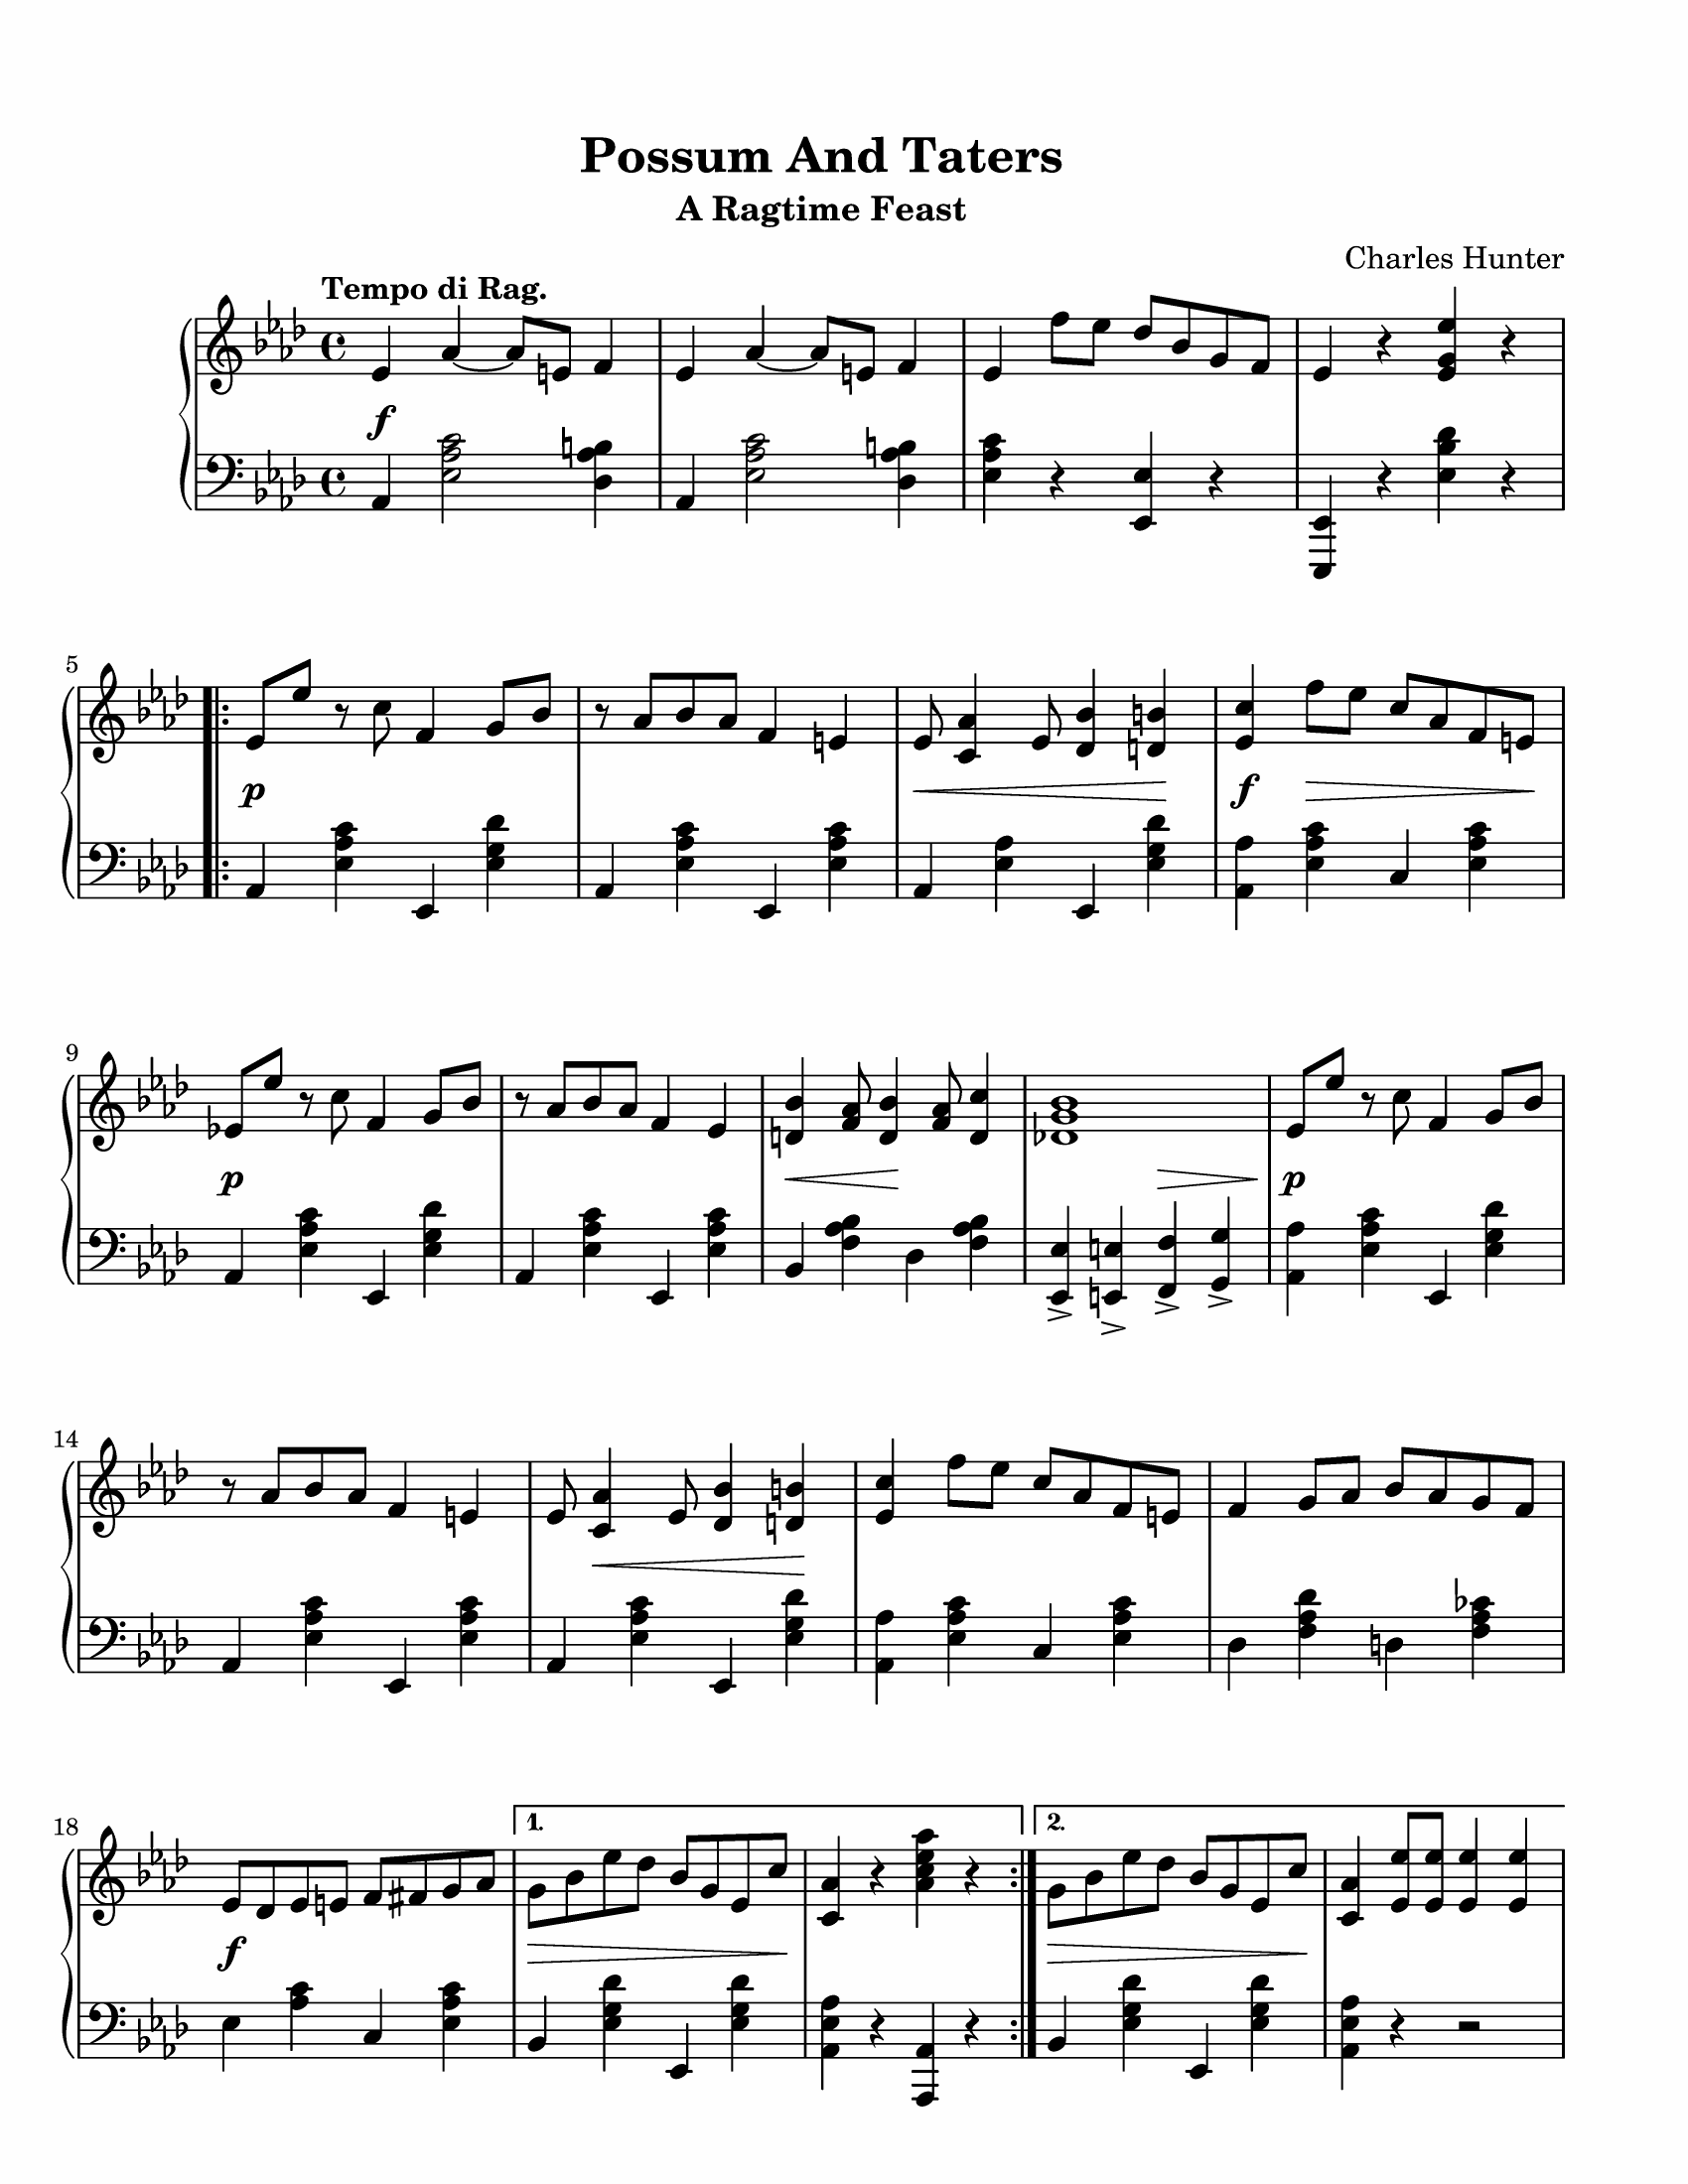 Possum And Taters
A Ragtime Feast
Charles Hunter
Tempo di Rag.
f
5
p
f
9
p
p
14
18
1.
2.
f